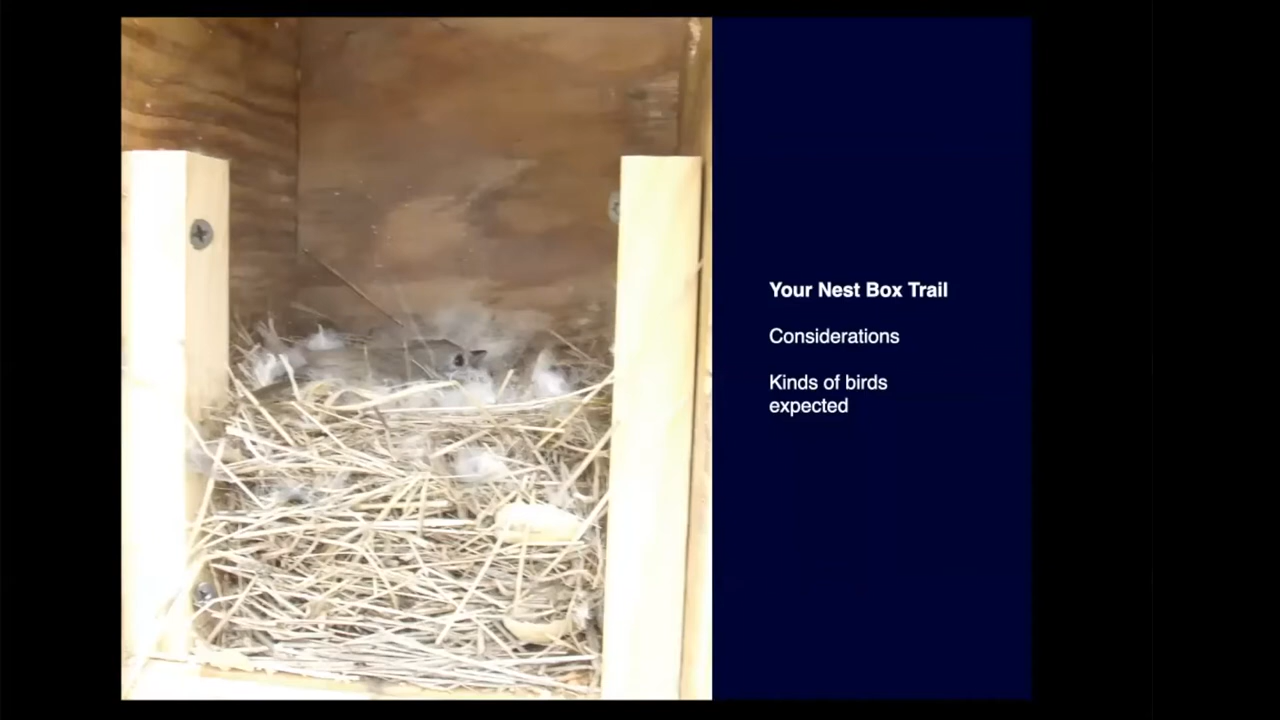 Your Nest Box Trail
Considerations
Kinds of birds
expected